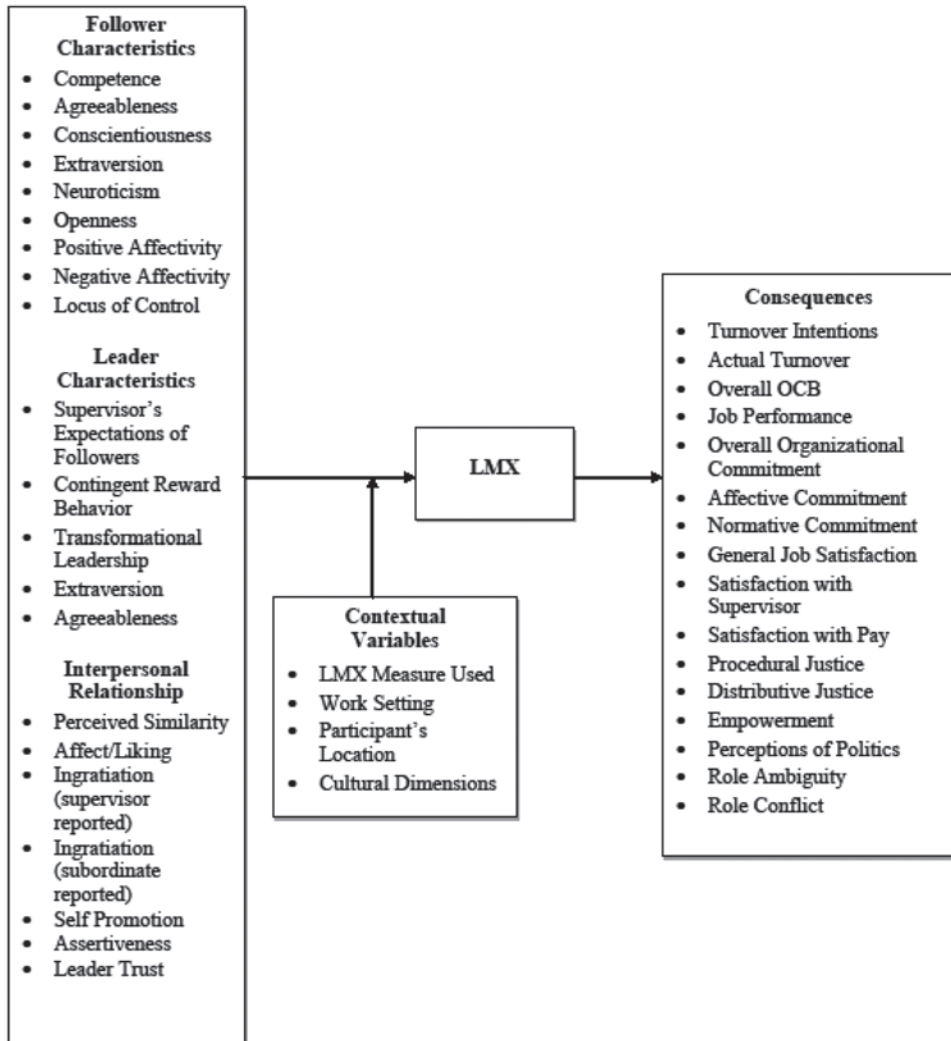 Follower
Characteristics
• Competence
• Agreeableness
• Conscientiousness
• Extraversion
• Neuroticism
• Openness
• Positive Affectivity
• Negative Affectivity
• Locus of Control
Leader
Characteristics
• Supervisor's
Expectations of
Followers
• Contingent Reward
Behavior
• Transformational
Leadership
• Extraversion
• Agreeableness
Interpersonal
Relationship
• Perceived Similarity
• Affect/Liking
• Ingratiation
(supervisor
reported)
• Ingratiation
(subordinate
reported)
• Self Promotion
• Assertiveness
• Leader Trust
LMX
Contextual
Variables
• LMX Measure Used
• Work Setting
• Participant's
Location
• Cultural Dimensions
Consequences
• Turnover Intentions
• Actual Turnover
• Overall OCB
• Job Performance
• Overall Organizational
Commitment
• Affective Commitment
• Normative Commitment
• General Job Satisfaction
• Satisfaction with
Supervisor
• Satisfaction with Pay
• Procedural Justice
• Distributive Justice
• Empowerment
• Perceptions of Politics
• Role Ambiguity
• Role Conflict